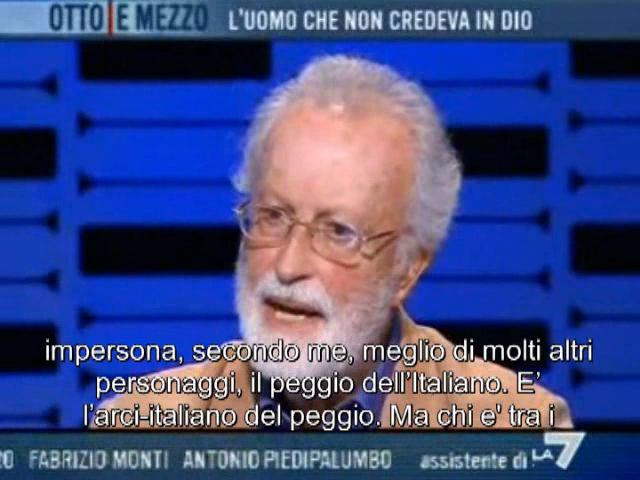 OTTO E MEZZO L'UOMO CHE NON CREDEVA IN DIO
impersona, secondo me, meglio di molti altri
personaggi, il peggio dell'Italiano. E'
l'arci-italiano del peggio. Ma chi e' tra i
O FABRIZIO MONTI ANTONIO PIEDIPALUMBO assistente di LA7